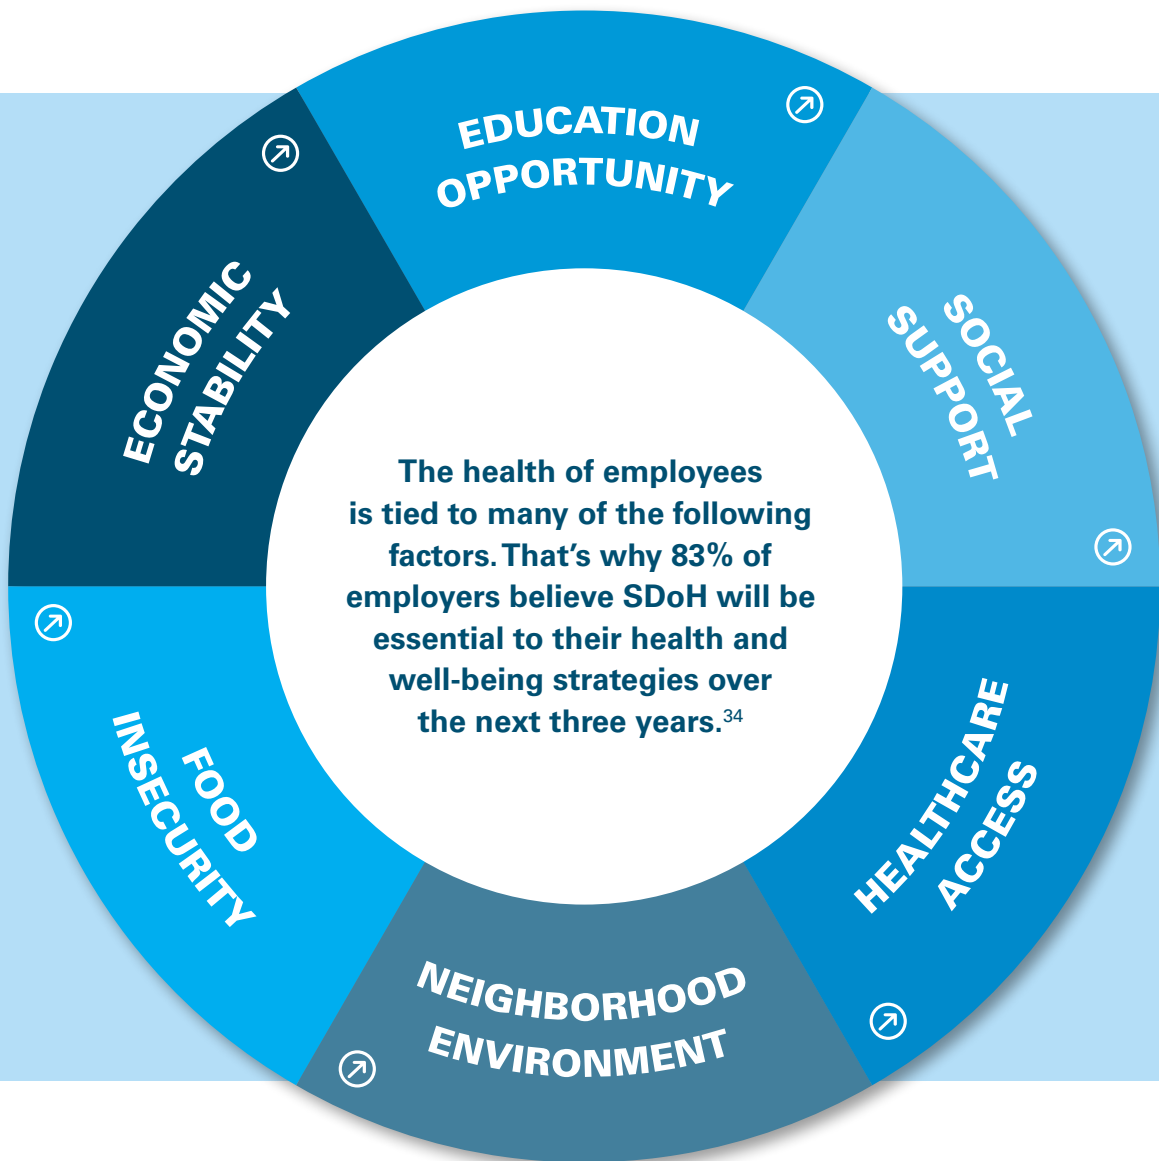 EDUCATION
OPPORTUNITY
SOCIAL
SUPPORT
HEALTHCARE
ACCESS
NEIGHBORHOOD
ENVIRONMENT
FOOD
INSECURITY
ECONOMIC
STABILITY
The health of employees
is tied to many of the following
factors. That's why 83% of
employers believe SDoH will be
essential to their health and
well-being strategies over
the next three years.34